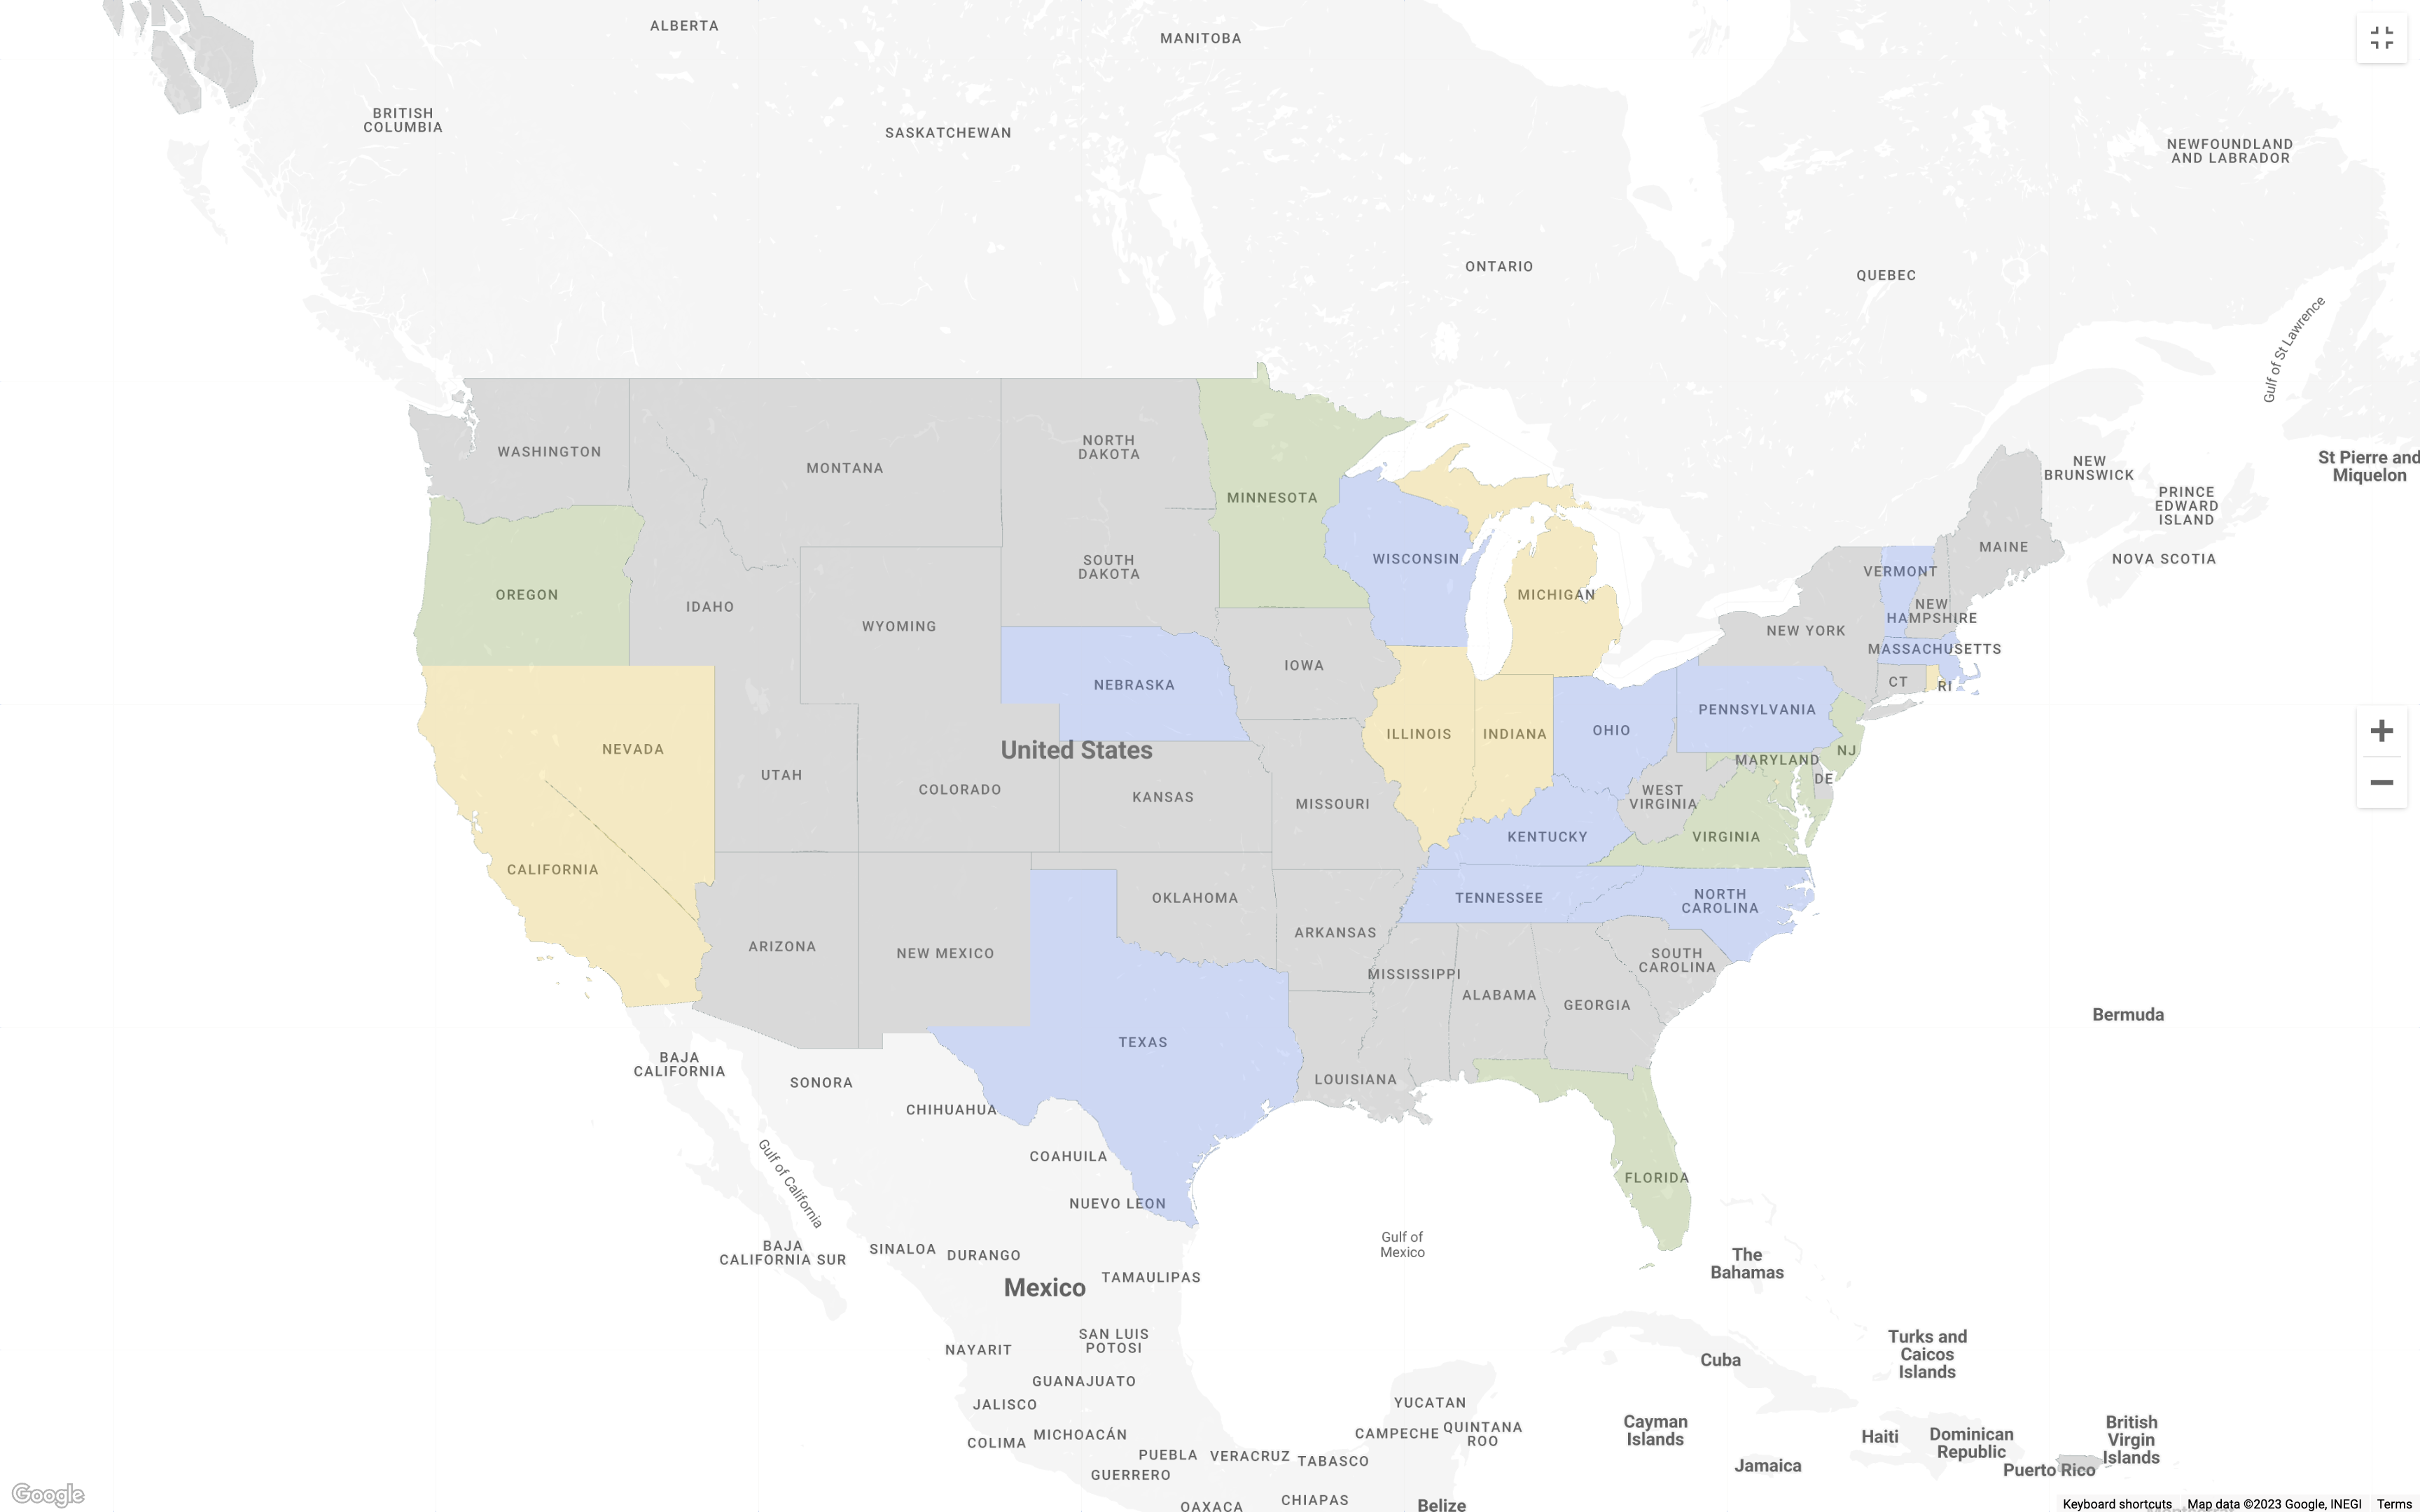 ALBERTA
MANITOBA
BRITISH
COLUMBIA
SASKATCHEWAN
NEWFOUNDLAND
AND LABRADOR
ONTARIO
QUEBEC
Gulf of St Lawrence
WASHINGTON
MONTANA
NORTH
DAKOTA
MINNESOTA
St Pierre and
Miquelon
NEW
BRUNSWICK
PRINCE
EDWARD
ISLAND
NOVA SCOTIA
MAINE
OREGON
IDAHO
WYOMING
SOUTH
DAKOTA
WISCONSIN
MICHIGAN
VERMONT
NEW
HAMPSHIRE
NEW YORK
MASSACHUSETTS
CT
RI
IOWA
NEBRASKA
ILLINOIS
INDIANA
OHIO
PENNSYLVANIA
NJ
MARYLAND
DE
NEVADA
United States
UTAH
COLORADO
KANSAS
MISSOURI
WEST
VIRGINIA
KENTUCKY
VIRGINIA
CALIFORNIA
OKLAHOMA
TENNESSEE
NORTH
CAROLINA
ARIZONA
NEW MEXICO
ARKANSAS
SOUTH
CAROLINA
MISSISSIPPI
ALABAMA
GEORGIA
Bermuda
TEXAS
BAJA
CALIFORNIA
SONORA
LOUISIANA
CHIHUAHUA
COAHUILA
Gulf of California
NUEVO LEON
FLORIDA
BAJA
CALIFORNIA SUR
SINALOA
DURANGO
Gulf of
Mexico
The
Bahamas
TAMAULIPAS
Mexico
SAN LUIS
POTOSI
NAYARIT
Cuba
Turks and
Caicos
Islands
GUANAJUATO
JALISCO
YUCATAN
MICHOACÁN
COLIMA
CAMPECHE
QUINTANA
ROO
Cayman
Islands
Haiti
Dominican
Republic
British
Virgin
Islands
PUEBLA
VERACRUZ
TABASCO
GUERRERO
Jamaica
Puerto Rico
OAXACA
CHIAPAS
Belize
Google
Keyboard shortcuts
Map data ©2023 Google, INEGI
Terms